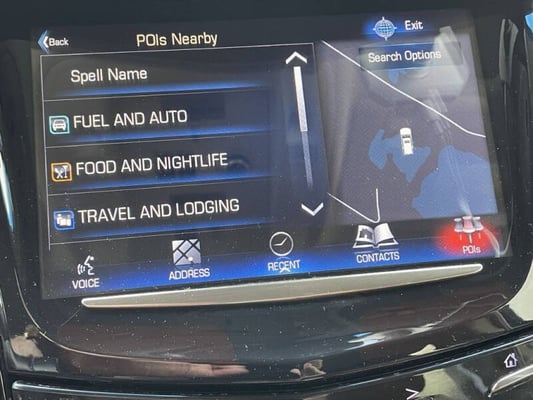 Back
POIs Nearby
Exit
Spell Name
Search Options
FUEL AND AUTO
FOOD AND NIGHTLIFE
TRAVEL AND LODGING
VOICE
ADDRESS
RECENT
CONTACTS
POIs